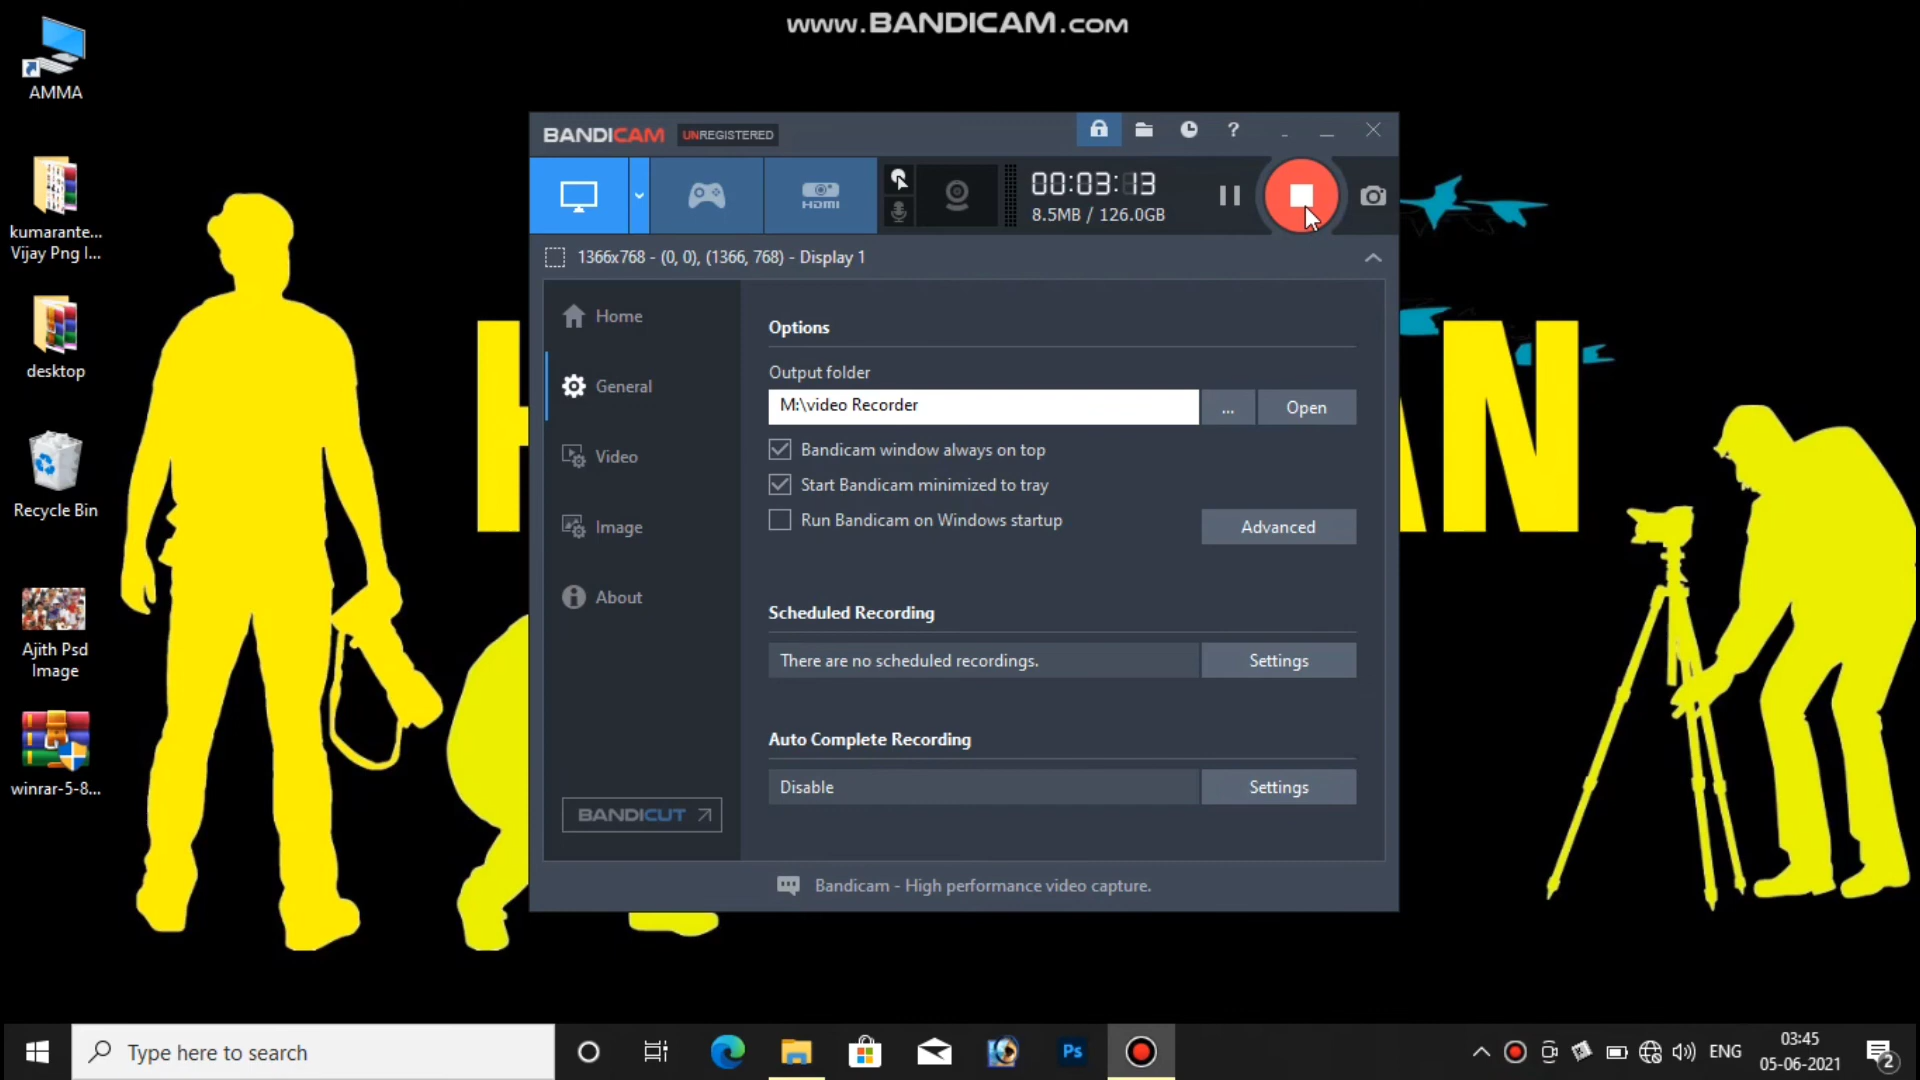 www.BANDICAM.com
AMMA
kumarante...
Vijay Png I...
desktop
Recycle Bin
Ajith Psd
Image
winrar-5-8...
BANDICAM UNREGISTERED
?
HDMI
00:03:13
8.5MB / 126.0GB
1366x768 - (0, 0), (1366, 768) - Display 1
Home
General
Video
Image
About
BANDICUT
Options
Output folder
M:\video Recorder
... Open
Bandicam window always on top
Start Bandicam minimized to tray
Run Bandicam on Windows startup
Advanced
Scheduled Recording
There are no scheduled recordings. Settings
Auto Complete Recording
Disable Settings
Bandicam - High performance video capture.
AN
Type here to search
Ps
ENG
03:45
05-06-2021
2